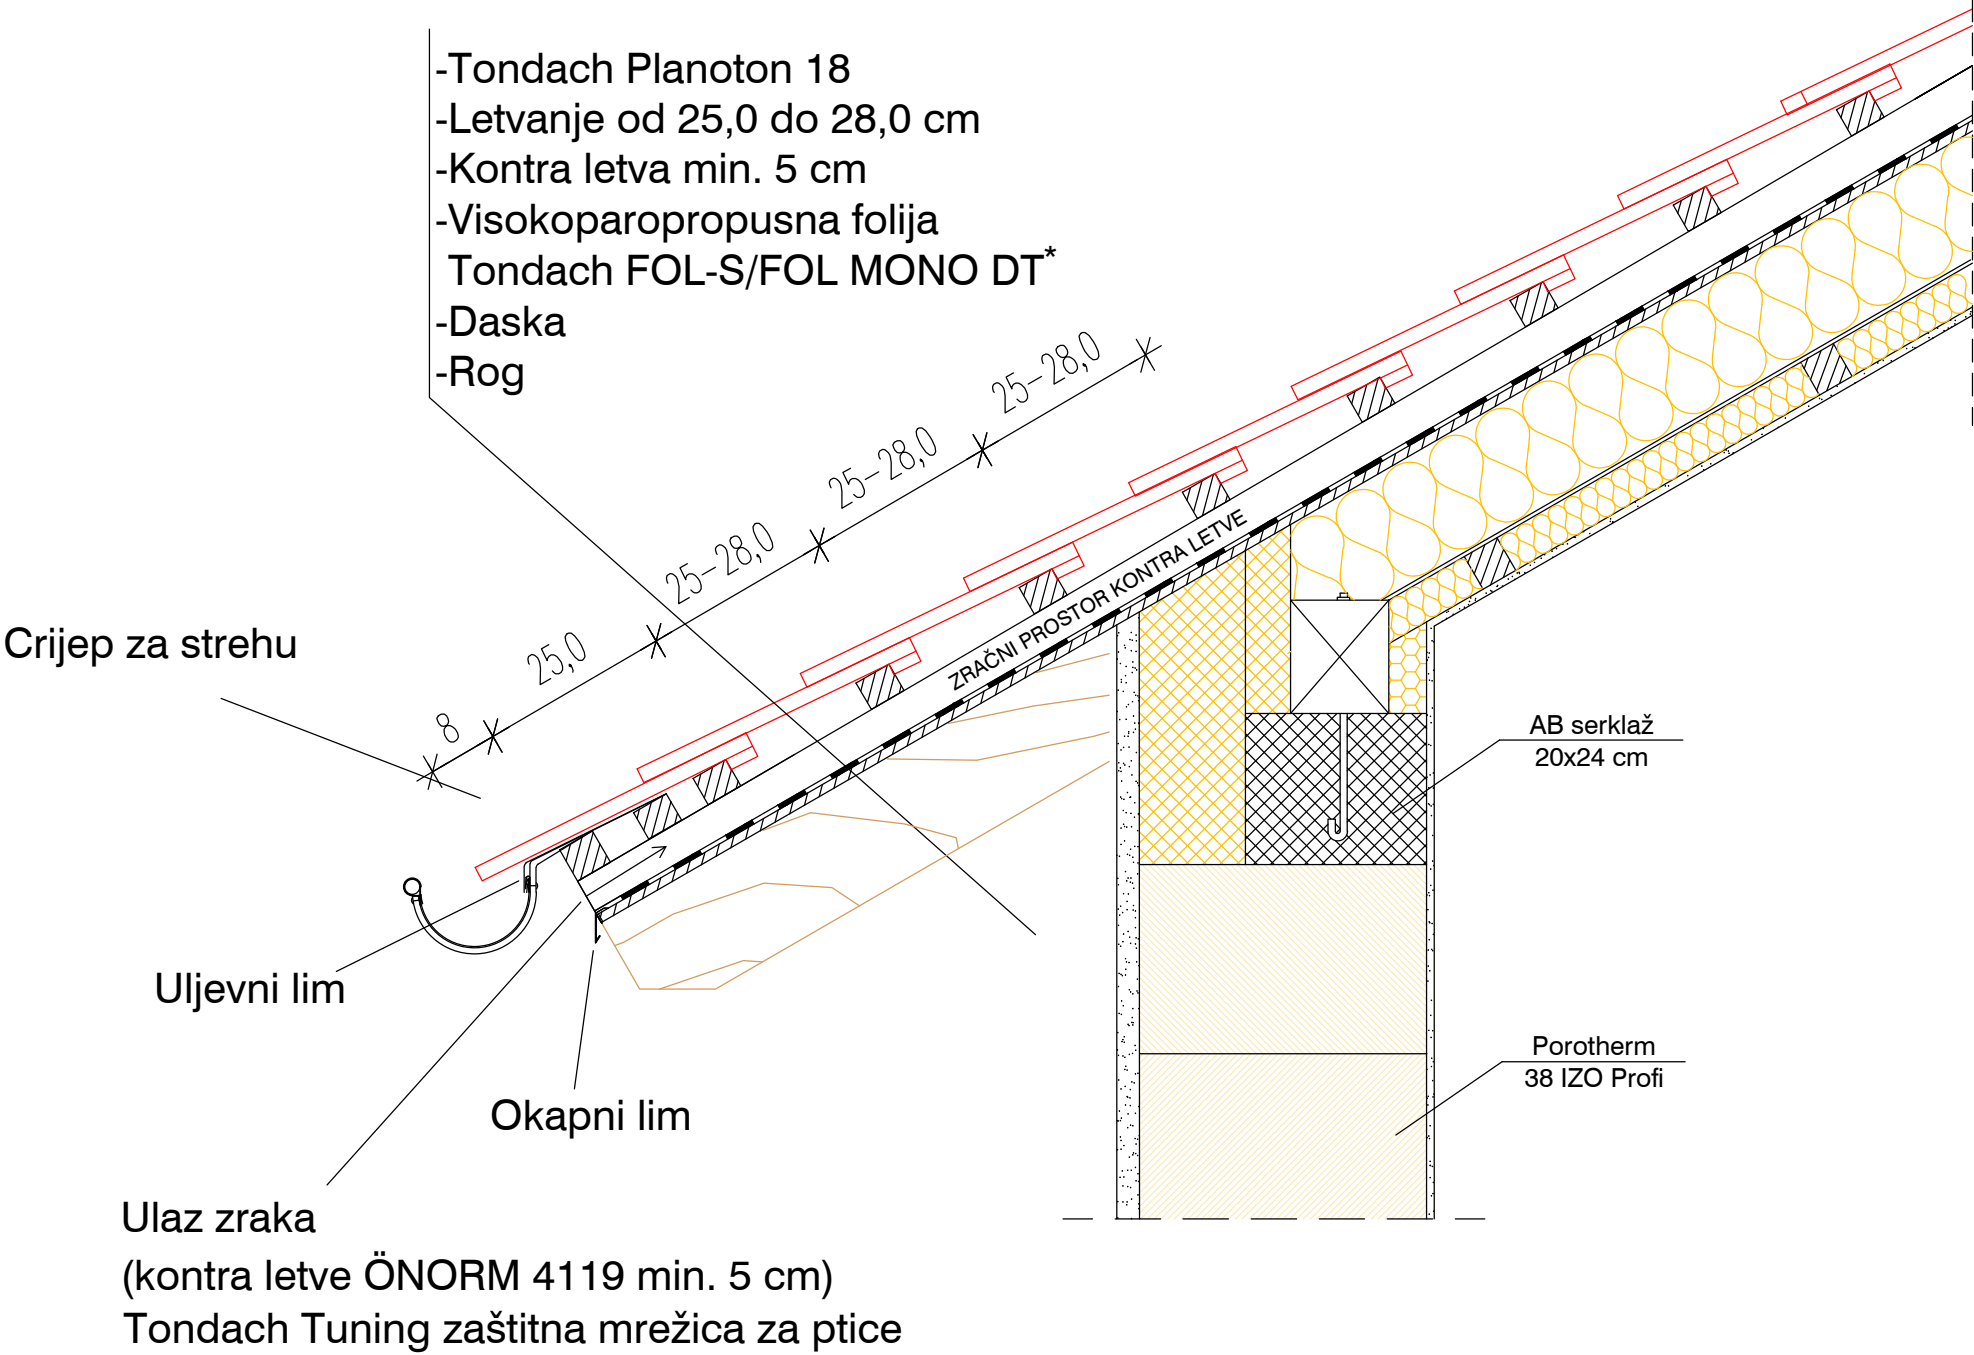 -Tondach Planoton 18
-Letvanje od 25,0 do 28,0 cm
-Kontra letva min. 5 cm
-Visokoparopropusna folija
Tondach FOL-S/FOL MONO DT*
-Daska
-Rog
25–28,0
25–28,0
25–28,0
25,0
8
ZRAČNI PROSTOR KONTRA LETVE
Crijep za strehu
AB serklaž
20x24 cm
Uljevni lim
Porotherm
38 IZO Profi
Okapni lim
Ulaz zraka
(kontra letve ÖNORM 4119 min. 5 cm)
Tondach Tuning zaštitna mrežica za ptice